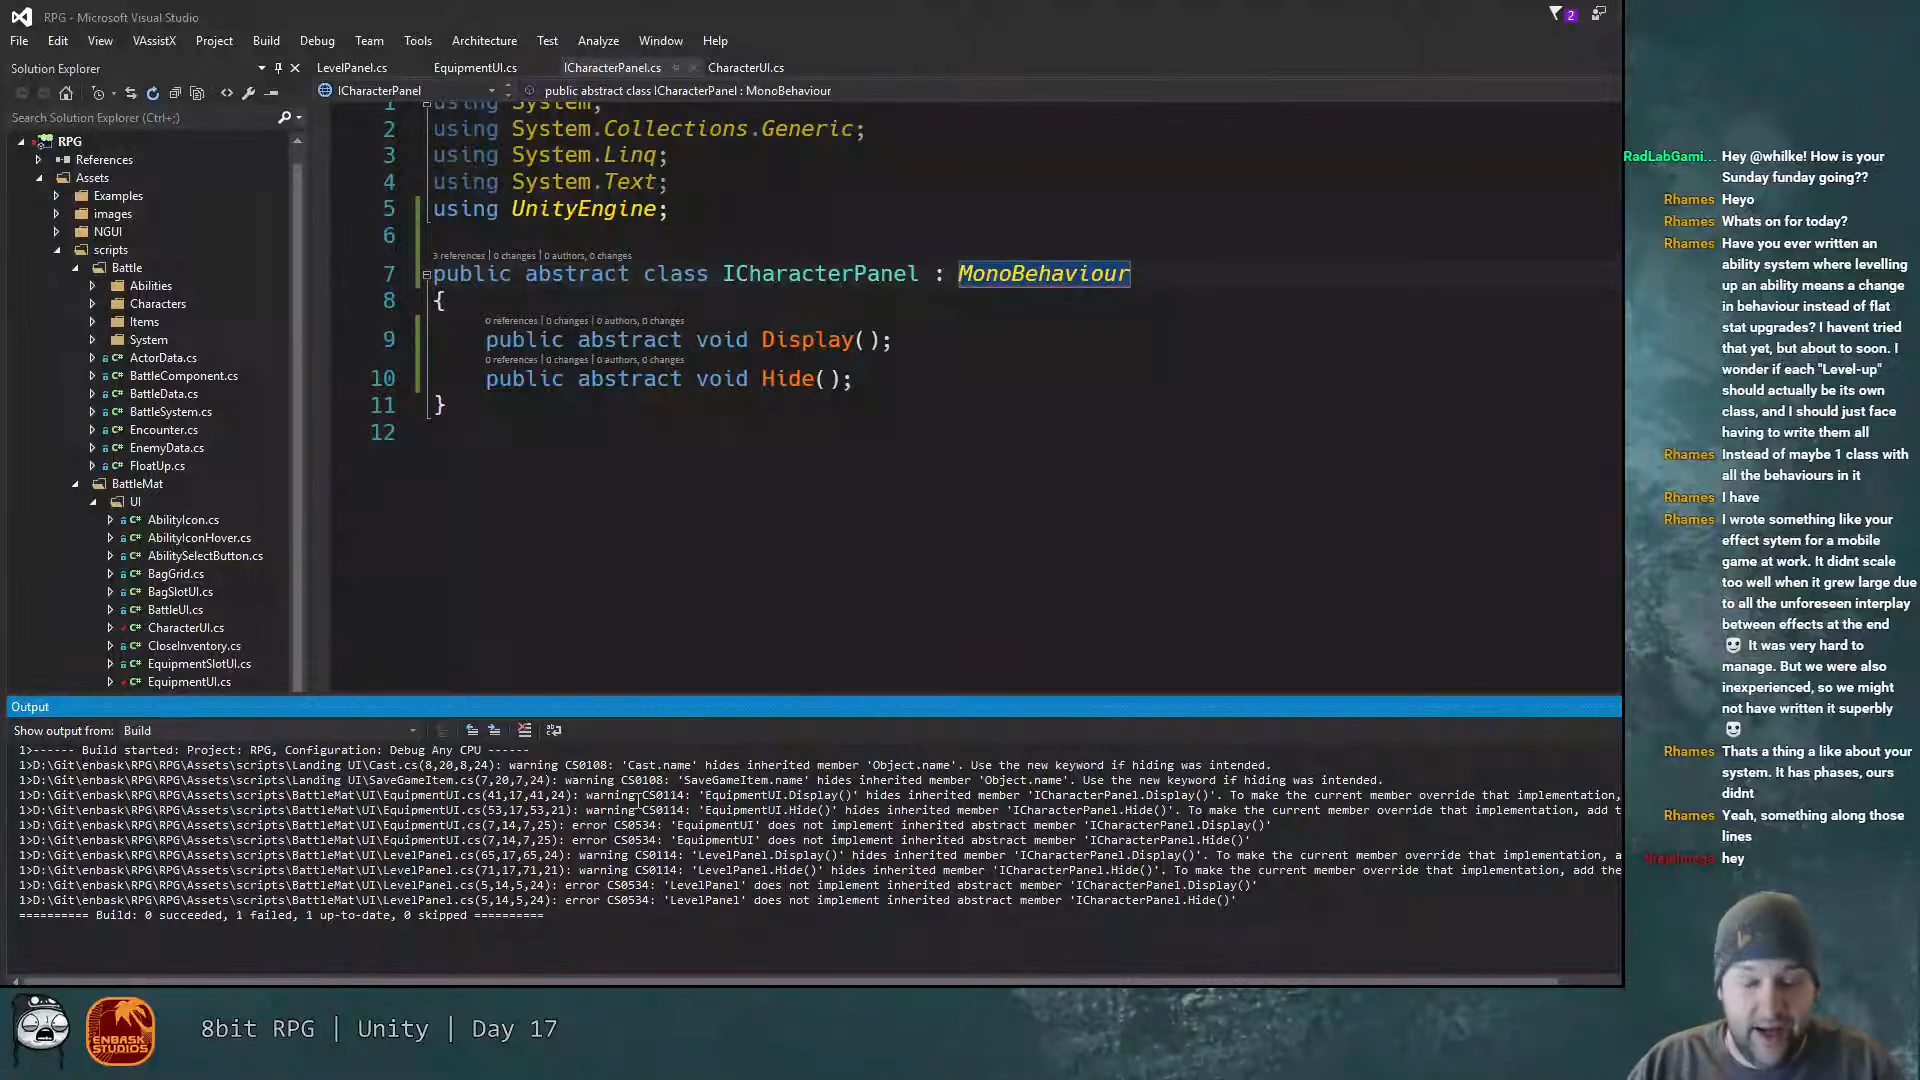 RPG - Microsoft Visual Studio
2
File Edit View VAssistX Project Build Debug Team Tools Architecture Test Analyze Window Help
Solution Explorer
LevelPanel.cs EquipmentUI.cs ICharacterPanel.cs CharacterUI.cs
ICharacterPanel public abstract class ICharacterPanel : MonoBehaviour
Search Solution Explorer (Ctrl+;)
RPG
References
Assets
Examples
images
NGUI
scripts
Battle
Abilities
Characters
Items
System
ActorData.cs
BattleComponent.cs
BattleData.cs
BattleSystem.cs
Encounter.cs
EnemyData.cs
FloatUp.cs
BattleMat
UI
AbilityIcon.cs
AbilityIconHover.cs
AbilitySelectButton.cs
BagGrid.cs
BagSlotUI.cs
BattleUI.cs
CharacterUI.cs
CloseInventory.cs
EquipmentSlotUI.cs
EquipmentUI.cs
1 using System;
2 using System.Collections.Generic;
3 using System.Linq;
4 using System.Text;
5 using UnityEngine;
6
3 references | 0 changes | 0 authors, 0 changes
7 public abstract class ICharacterPanel : MonoBehaviour
8 {
0 references | 0 changes | 0 authors, 0 changes
9 public abstract void Display();
0 references | 0 changes | 0 authors, 0 changes
10 public abstract void Hide();
11 }
12
Output
Show output from: Build
1>------ Build started: Project: RPG, Configuration: Debug Any CPU ------
1>D:\Git\enbask\RPG\RPG\Assets\scripts\Landing UI\Cast.cs(8,20,8,24): warning CS0108: 'Cast.name' hides inherited member 'Object.name'. Use the new keyword if hiding was intended.
1>D:\Git\enbask\RPG\RPG\Assets\scripts\Landing UI\SaveGameItem.cs(7,20,7,24): warning CS0108: 'SaveGameItem.name' hides inherited member 'Object.name'. Use the new keyword if hiding was intended.
1>D:\Git\enbask\RPG\RPG\Assets\scripts\BattleMat\UI\EquipmentUI.cs(41,17,41,24): warning CS0114: 'EquipmentUI.Display()' hides inherited member 'ICharacterPanel.Display()'. To make the current member override that implementation,
1>D:\Git\enbask\RPG\RPG\Assets\scripts\BattleMat\UI\EquipmentUI.cs(53,17,53,21): warning CS0114: 'EquipmentUI.Hide()' hides inherited member 'ICharacterPanel.Hide()'. To make the current member override that implementation, add t
1>D:\Git\enbask\RPG\RPG\Assets\scripts\BattleMat\UI\EquipmentUI.cs(7,14,7,25): error CS0534: 'EquipmentUI' does not implement inherited abstract member 'ICharacterPanel.Display()'
1>D:\Git\enbask\RPG\RPG\Assets\scripts\BattleMat\UI\EquipmentUI.cs(7,14,7,25): error CS0534: 'EquipmentUI' does not implement inherited abstract member 'ICharacterPanel.Hide()'
1>D:\Git\enbask\RPG\RPG\Assets\scripts\BattleMat\UI\LevelPanel.cs(65,17,65,24): warning CS0114: 'LevelPanel.Display()' hides inherited member 'ICharacterPanel.Display()'. To make the current member override that implementation, a
1>D:\Git\enbask\RPG\RPG\Assets\scripts\BattleMat\UI\LevelPanel.cs(71,17,71,21): warning CS0114: 'LevelPanel.Hide()' hides inherited member 'ICharacterPanel.Hide()'. To make the current member override that implementation, add the
1>D:\Git\enbask\RPG\RPG\Assets\scripts\BattleMat\UI\LevelPanel.cs(5,14,5,24): error CS0534: 'LevelPanel' does not implement inherited abstract member 'ICharacterPanel.Display()'
1>D:\Git\enbask\RPG\RPG\Assets\scripts\BattleMat\UI\LevelPanel.cs(5,14,5,24): error CS0534: 'LevelPanel' does not implement inherited abstract member 'ICharacterPanel.Hide()'
========== Build: 0 succeeded, 1 failed, 1 up-to-date, 0 skipped ==========
RadLabGami... Hey @whilke! How is your
Sunday funday going??
Rhames Heyo
Rhames Whats on for today?
Rhames Have you ever written an
ability system where levelling
up an ability means a change
in behaviour instead of flat
stat upgrades? I havent tried
that yet, but about to soon. I
wonder if each "Level-up"
should actually be its own
class, and I should just face
having to write them all
Rhames Instead of maybe 1 class with
all the behaviours in it
Rhames I have
Rhames I wrote something like your
effect sytem for a mobile
game at work. It didnt scale
too well when it grew large due
to all the unforeseen interplay
between effects at the end
It was very hard to
manage. But we were also
inexperienced, so we might
not have written it superbly
Rhames Thats a thing a like about your
system. It has phases, ours
didnt
Rhames Yeah, something along those
lines
hey
ENBASK
STUDIOS
8bit RPG | Unity | Day 17